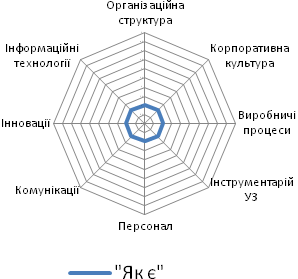 Організаційна
структура
Інформаційні
технології
Корпоративна
культура
Інновації
Виробничі
процеси
Комунікації
Інструментарій
УЗ
Персонал
"Як є"